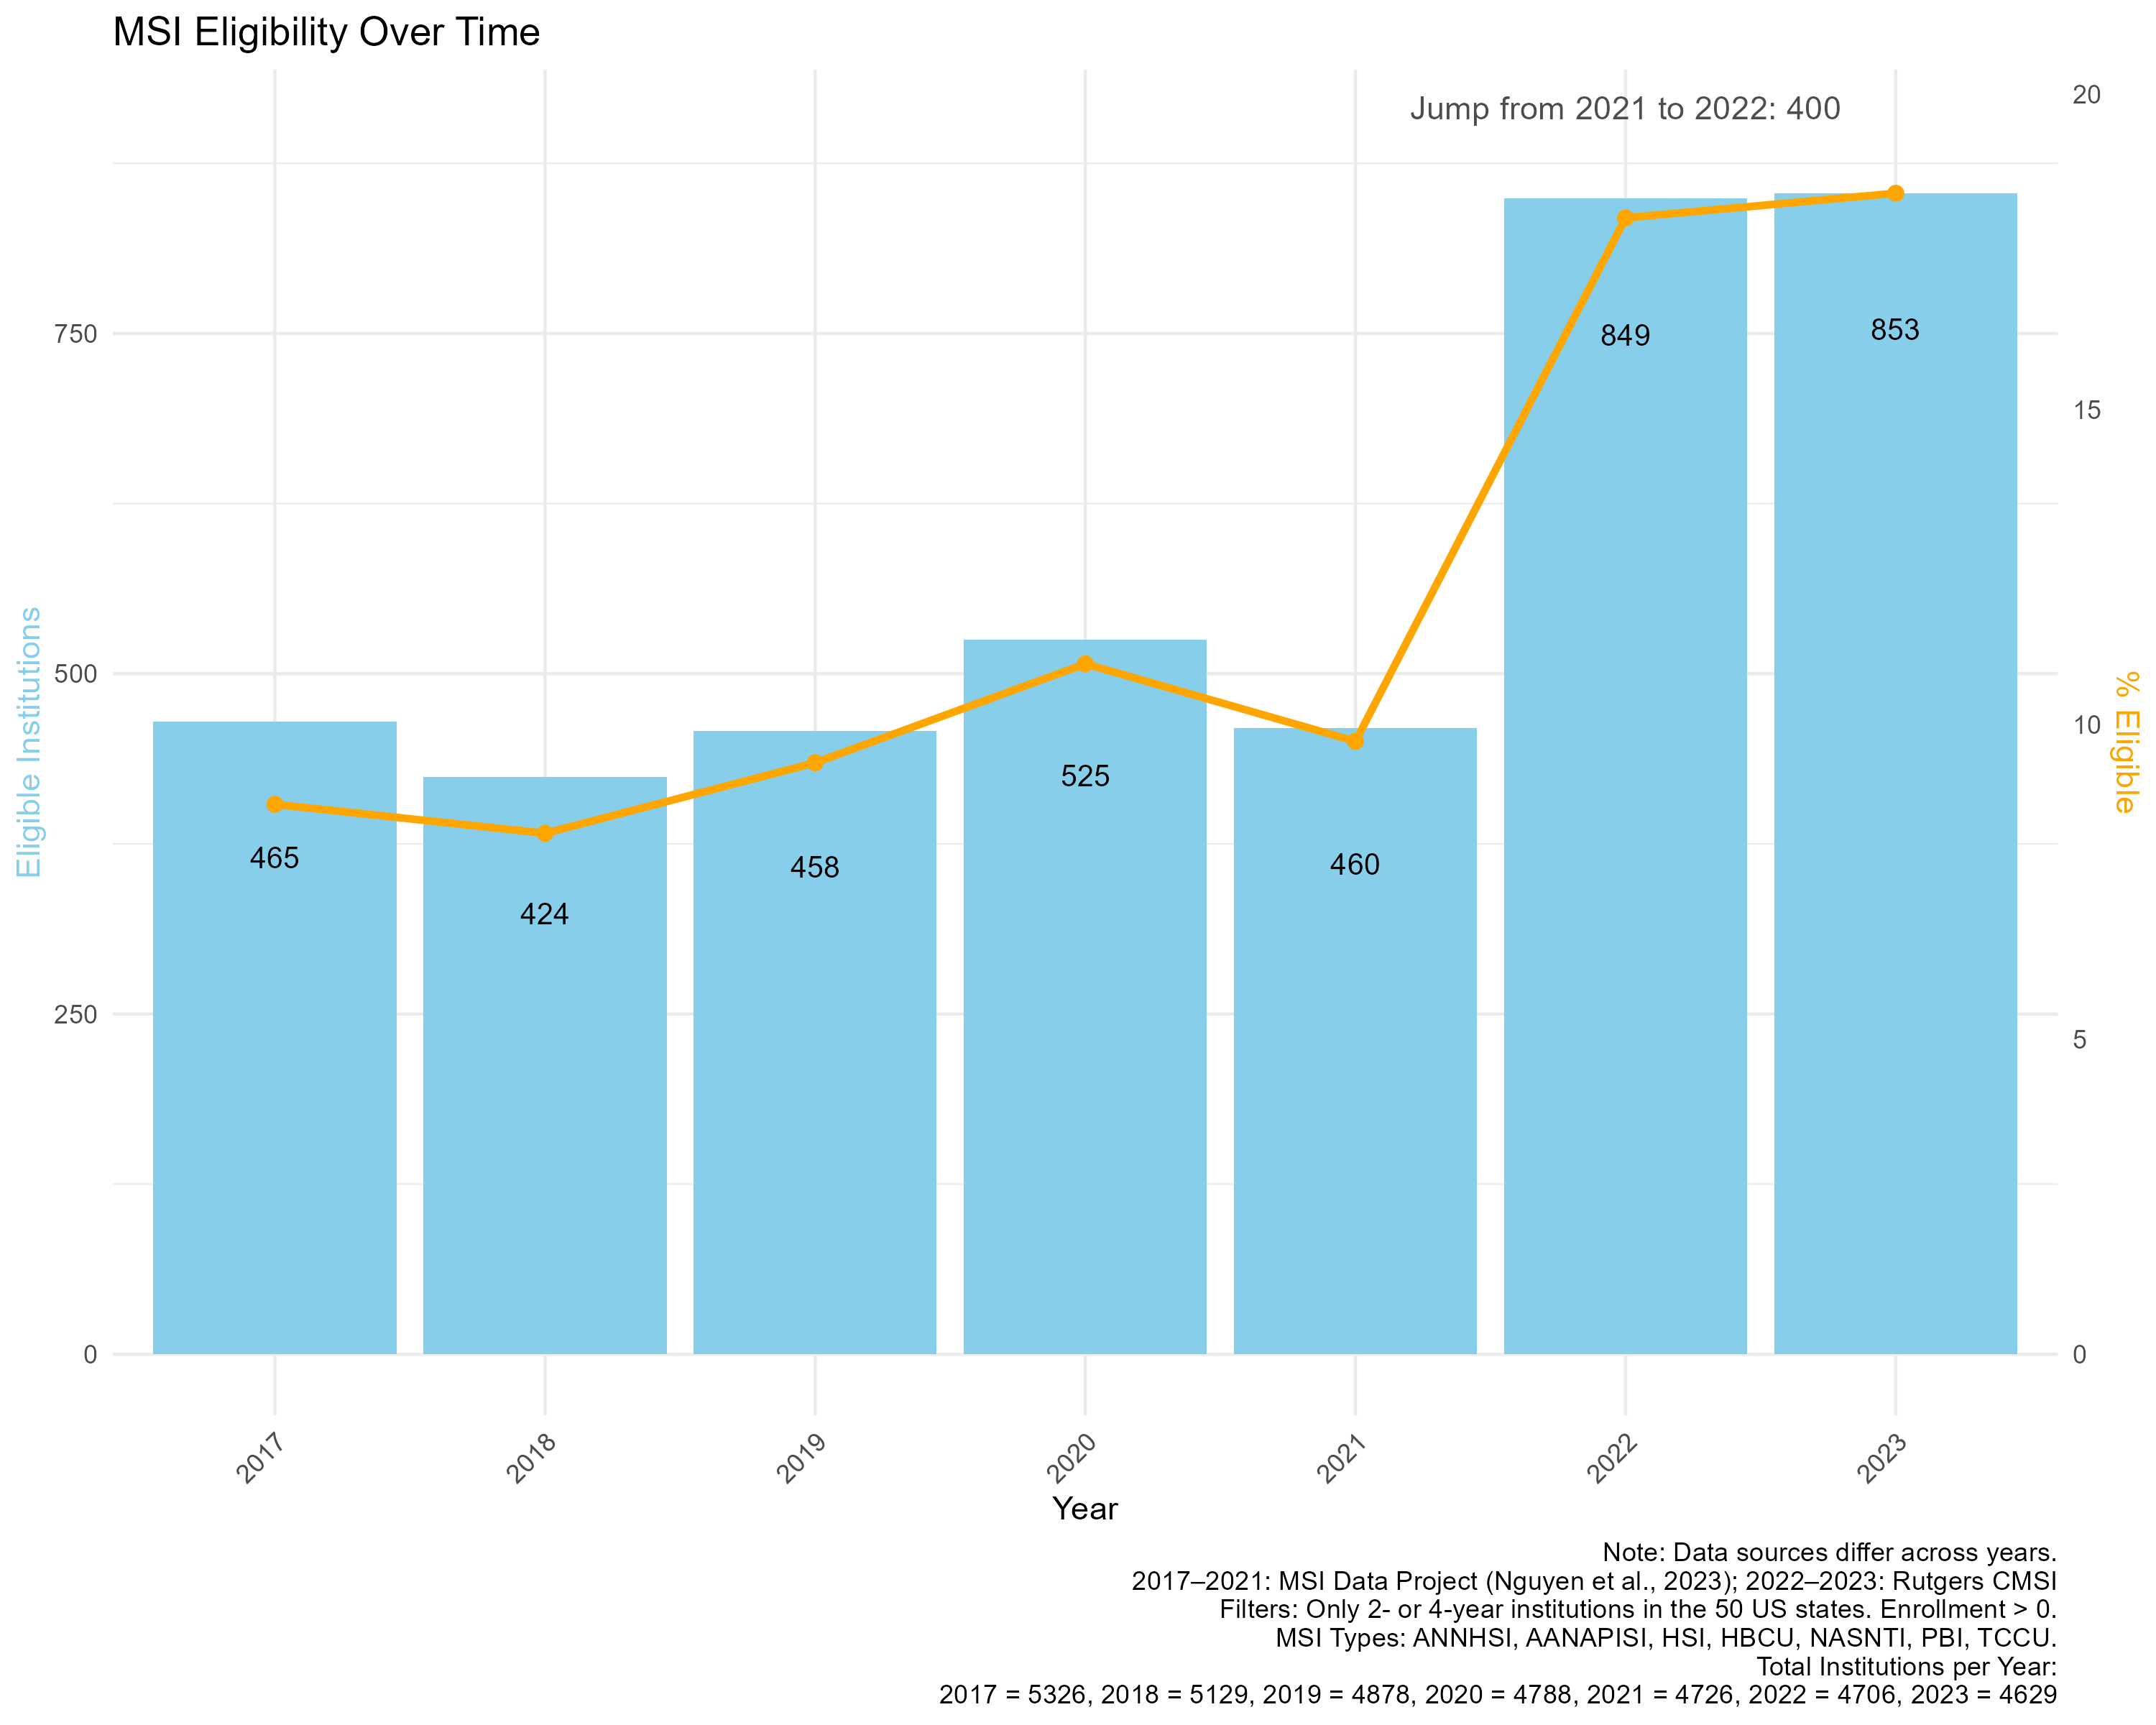 MSI Eligibility Over Time
Jump from 2021 to 2022: 400
20
15
10
5
0
750
500
250
0
Eligible Institutions
% Eligible
465
424
458
525
460
849
853
2017
2018
2019
2020
2021
2022
2023
Year
Note: Data sources differ across years.
2017–2021: MSI Data Project (Nguyen et al., 2023); 2022–2023: Rutgers CMSI
Filters: Only 2- or 4-year institutions in the 50 US states. Enrollment > 0.
MSI Types: ANNHSI, AANAPISI, HSI, HBCU, NASNTI, PBI, TCCU.
Total Institutions per Year:
2017 = 5326, 2018 = 5129, 2019 = 4878, 2020 = 4788, 2021 = 4726, 2022 = 4706, 2023 = 4629